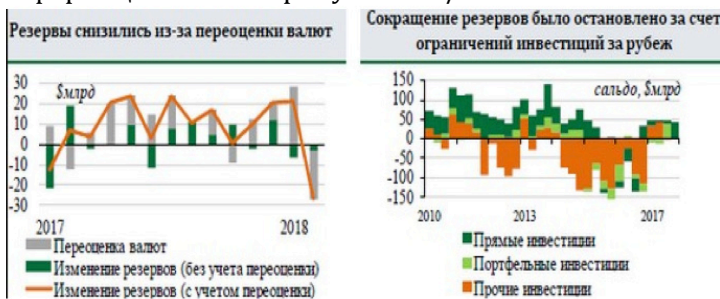 Резервы снизились из-за переоценки валют
$млрд
30
20
10
0
-10
-20
-30
2017
2018
Переоценка валют
Изменение резервов (без учета переоценки)
Изменение резервов (с учетом переоценки)
Сокращение резервов было остановлено за счет
ограничений инвестиций за рубеж
сальдо, $млрд
150
100
50
0
-50
-100
-150
2010
2013
2017
Прямые инвестиции
Портфельные инвестиции
Прочие инвестиции